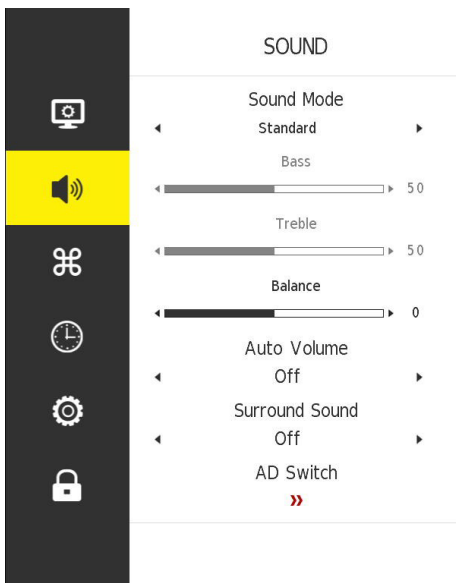 SOUND
Sound Mode
Standard
Bass
50
Treble
50
Balance
0
Auto Volume
Off
Surround Sound
Off
AD Switch
»